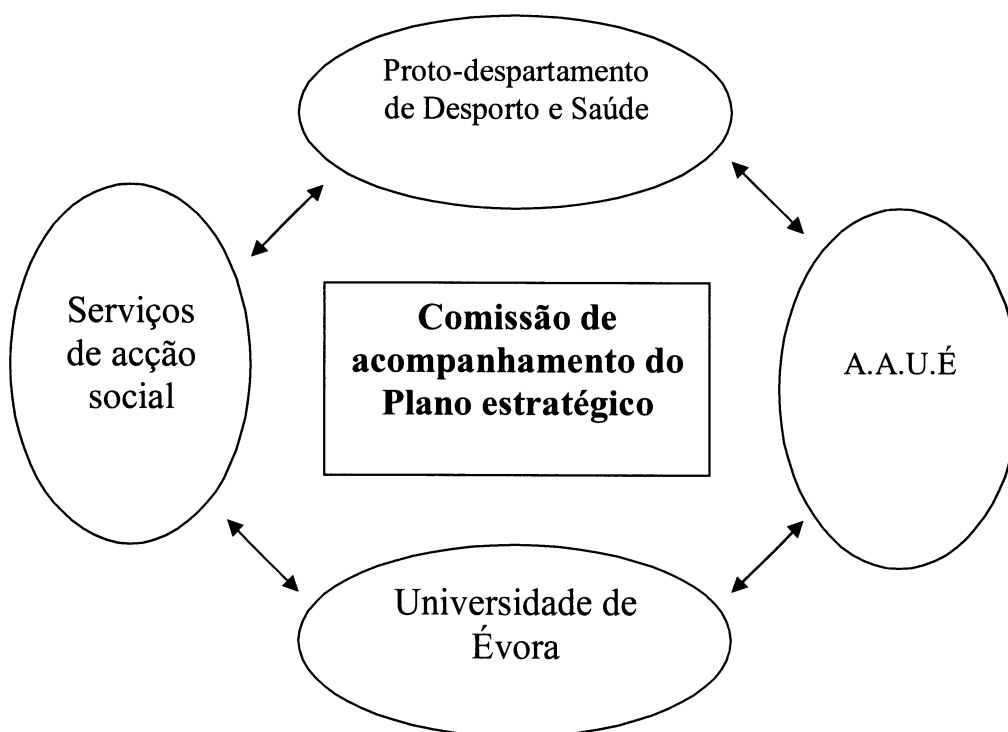 Proto-despartamento
de Desporto e Saúde
Serviços
de acção
social
Comissão de
acompanhamento do
Plano estratégico
A.A.U.É
Universidade de
Évora